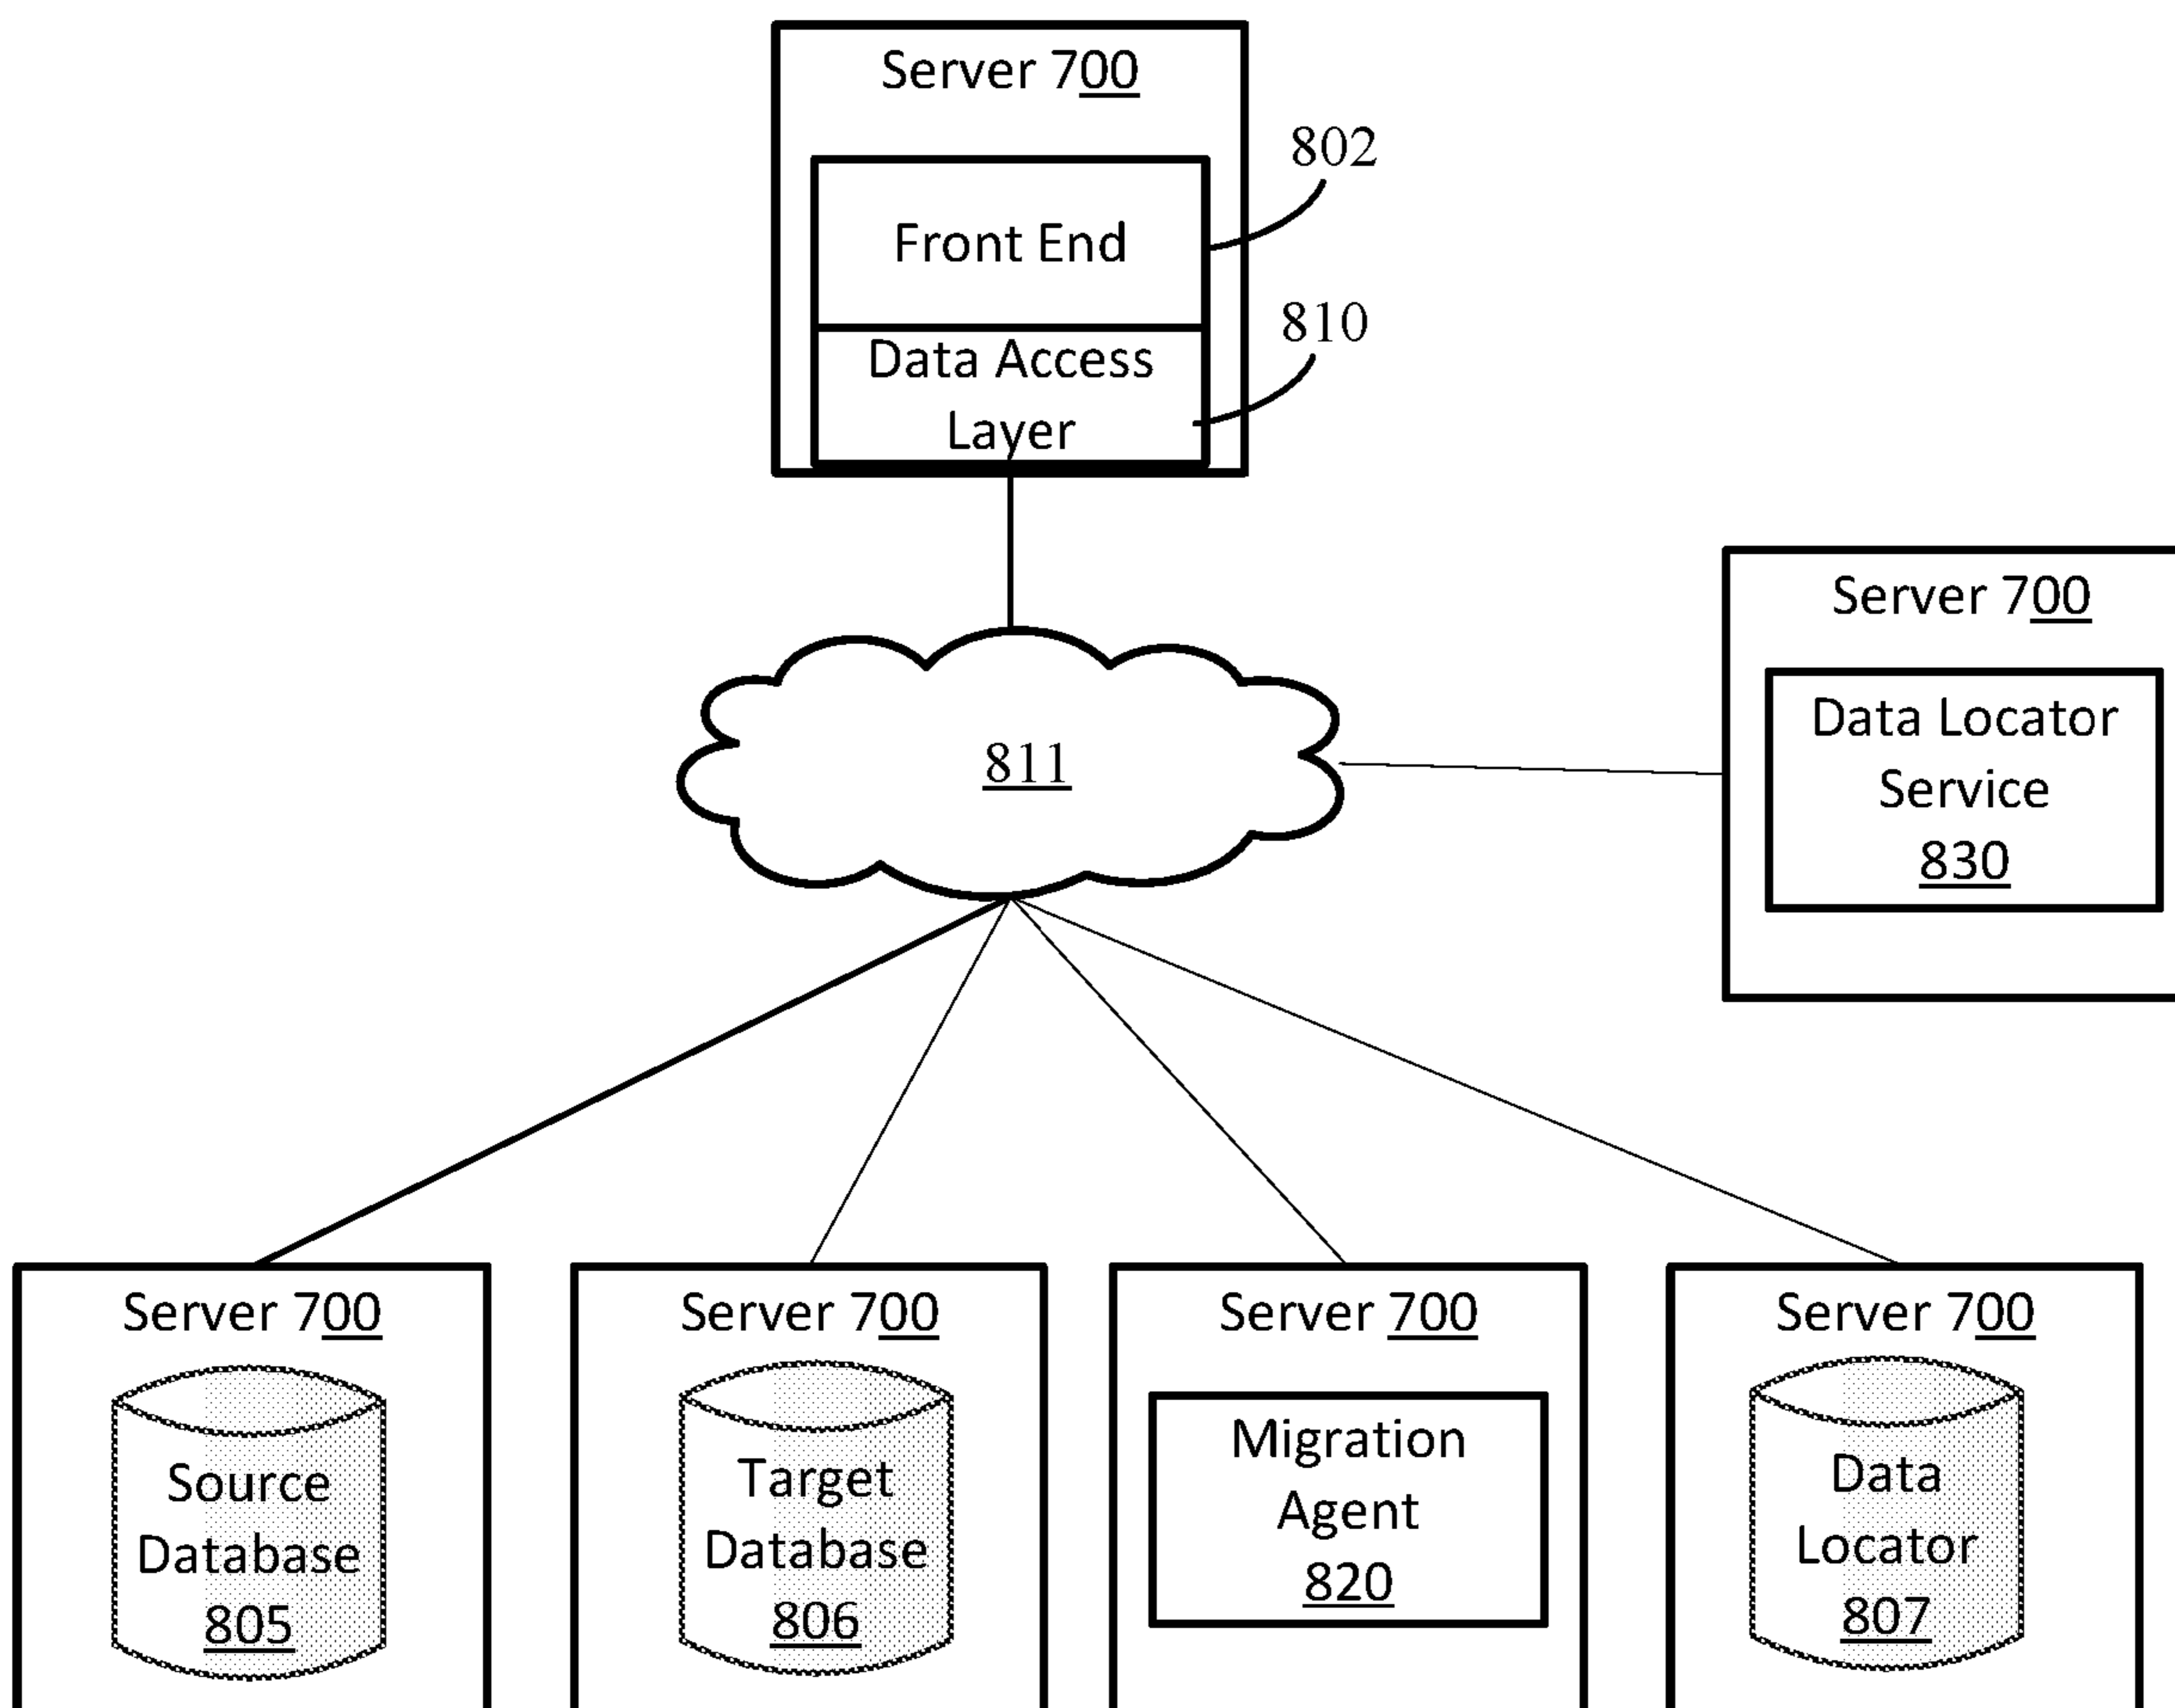 Server 700
802
Front End
810
Data Access
Layer
811
Server 700
Data Locator
Service
830
Server 700
Source
Database
805
Server 700
Target
Database
806
Server 700
Migration
Agent
820
Server 700
Data
Locator
807